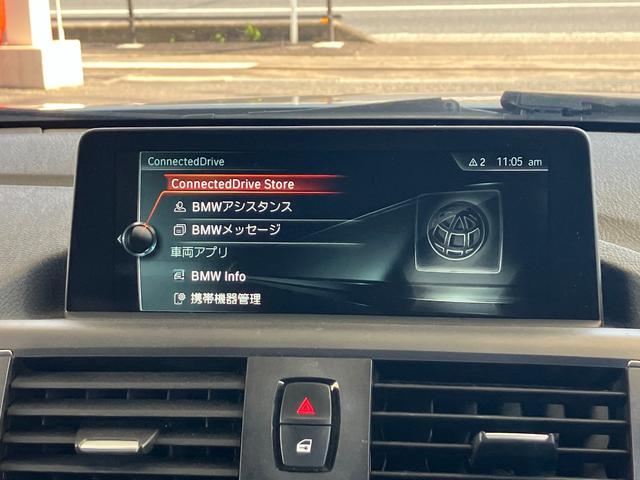 ConnectedDrive
2 11:05 am
ConnectedDrive Store
BMWアシスタンス
BMWメッセージ
車両アプリ
BMW Info
携帯機器管理